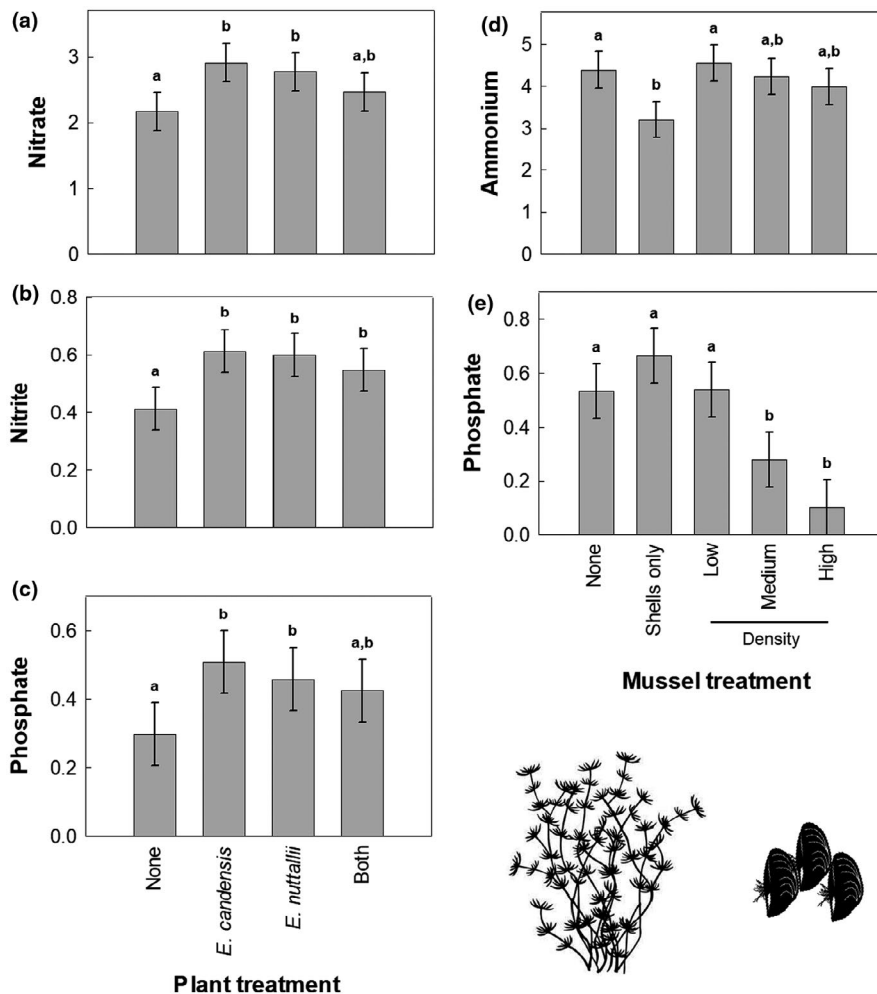 (a)
Nitrate
3
2
1
0
a
b
b
a,b
(b)
Nitrite
0.8
0.6
0.4
0.2
0.0
a
b
b
b
(c)
Phosphate
0.6
0.4
0.2
0.0
a
b
b
a,b
None
E. candensis
E. nuttallii
Both
Plant treatment
(d)
Ammonium
5
4
3
2
1
0
a
b
a
a,b
a,b
(e)
Phosphate
0.8
0.6
0.4
0.2
0.0
a
a
a
b
b
None
Shells only
Low
Medium
High
Density
Mussel treatment